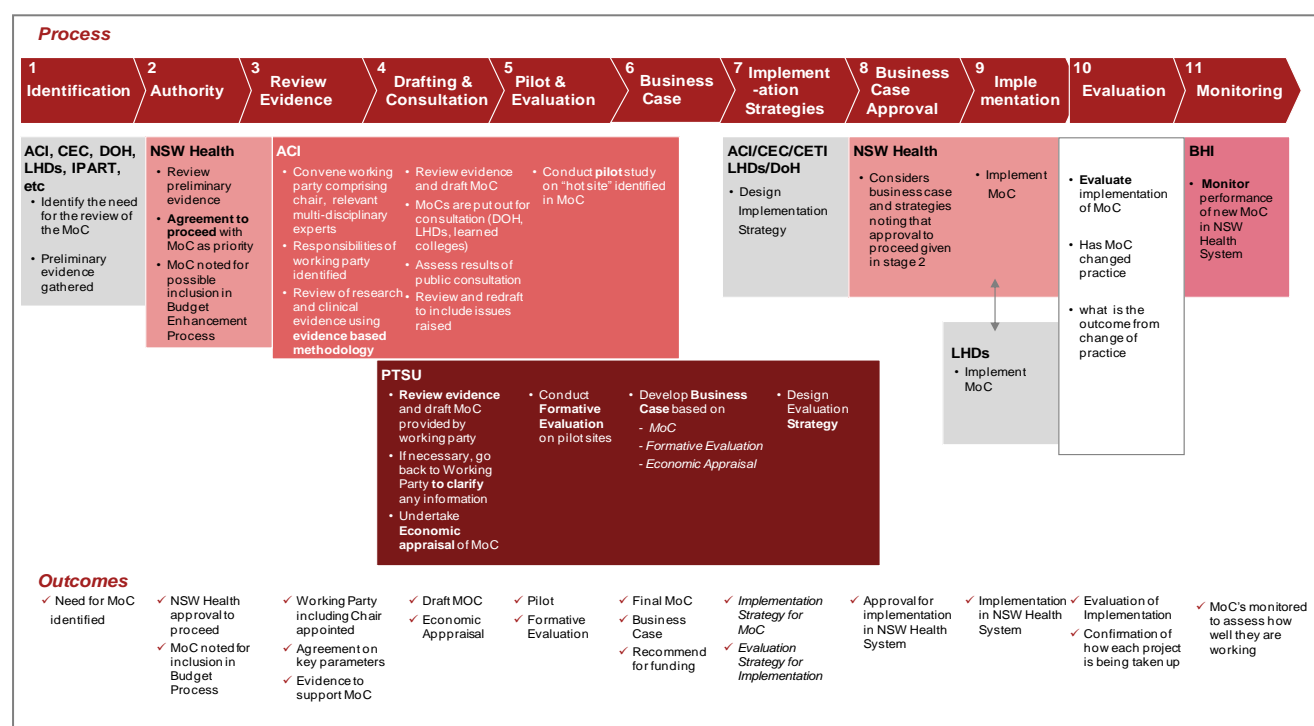 Process
1
Identification
2
Authority
3
Review
Evidence
4
Drafting &
Consultation
5
Pilot &
Evaluation
6
Business
Case
7
Implement
-ation
Strategies
8
Business
Case
Approval
9
Imple
mentation
10
Evaluation
11
Monitoring
ACI, CEC, DOH,
LHDs, IPART,
etc
• Identify the need
for the review of
the MoC
• Preliminary
evidence
gathered
NSW Health
• Review
preliminary
evidence
• Agreement to
proceed with
MoC as priority
• MoC noted for
possible
inclusion in
Budget
Enhancement
Process
ACI
• Convene working
party comprising
chair, relevant
multi-disciplinary
experts
• Responsibilities of
working party
identified
• Review of research
and clinical
evidence using
evidence based
methodology
• Review evidence
and draft MoC
• MoCs are put out for
consultation (DOH,
LHDs, learned
colleges)
• Assess results of
public consultation
• Review and redraft
to include issues
raised
• Conduct pilot study
on "hot site" identified
in MoC
ACI/CEC/CETI
LHDs/DoH
• Design
Implementation
Strategy
NSW Health
• Considers
business case
and strategies
noting that
approval to
proceed given
in stage 2
• Implement
MoC
LHDs
• Implement
MoC
• Evaluate
implementation
of MoC
• Has MoC
changed
practice
• what is the
outcome from
change of
practice
BHI
• Monitor
performance
of new MoC
in NSW
Health
System
PTSU
• Review evidence
and draft MoC
provided by
working party
• If necessary, go
back to Working
Party to clarify
any information
• Undertake
Economic
appraisal of MoC
• Conduct
Formative
Evaluation
on pilot sites
• Develop Business
Case based on
- MoC
- Formative Evaluation
- Economic Appraisal
• Design
Evaluation
Strategy
Outcomes
✓ Need for MoC
identified
✓ NSW Health
approval to
proceed
✓ MoC noted for
inclusion in
Budget
Process
✓ Working Party
including Chair
appointed
✓ Agreement on
key parameters
✓ Evidence to
support MoC
✓ Draft MOC
✓ Economic
Apppraisal
✓ Pilot
✓ Formative
Evaluation
✓ Final MoC
✓ Business
Case
✓ Recommend
for funding
✓ Implementation
Strategy for
MoC
✓ Evaluation
Strategy for
Implementation
✓ Approval for
implementation
in NSW Health
System
✓ Implementation
in NSW Health
System
✓ Evaluation of
Implementation
✓ Confirmation of
how each project
is being taken up
✓ MoC's monitored
to assess how
well they are
working